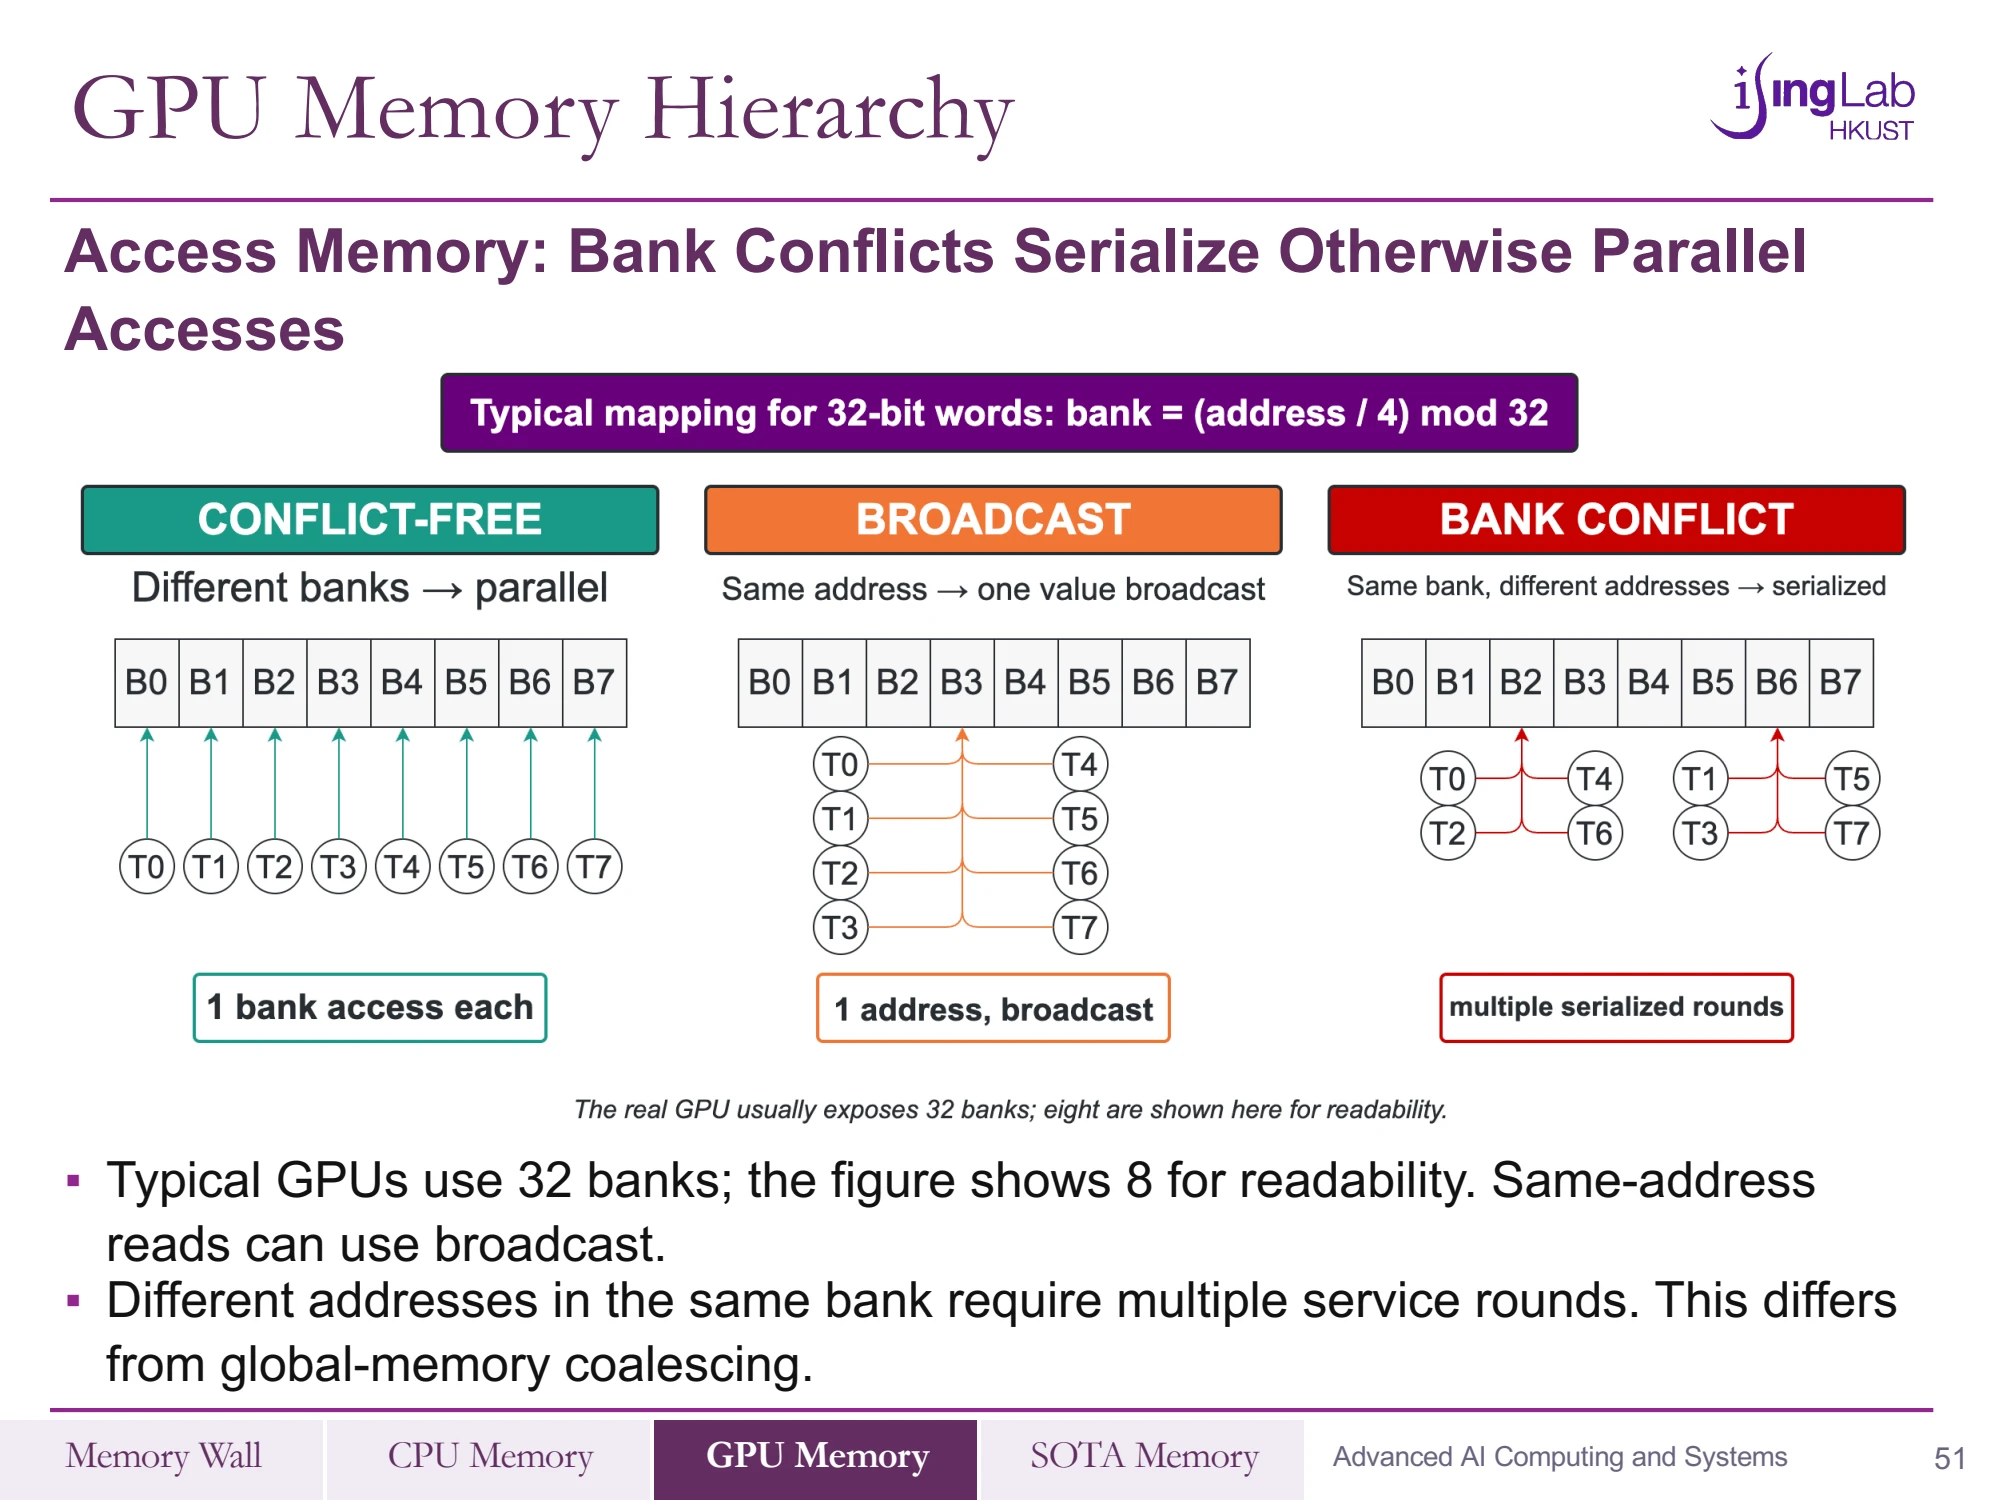 GPU Memory Hierarchy
iSingLab
HKUST
Access Memory: Bank Conflicts Serialize Otherwise Parallel
Accesses
Typical mapping for 32-bit words: bank = (address / 4) mod 32
CONFLICT-FREE
Different banks → parallel
B0 B1 B2 B3 B4 B5 B6 B7
T0 T1 T2 T3 T4 T5 T6 T7
1 bank access each
BROADCAST
Same address → one value broadcast
B0 B1 B2 B3 B4 B5 B6 B7
T0 T4
T1 T5
T2 T6
T3 T7
1 address, broadcast
BANK CONFLICT
Same bank, different addresses → serialized
B0 B1 B2 B3 B4 B5 B6 B7
T0 T4 T1 T5
T2 T6 T3 T7
multiple serialized rounds
The real GPU usually exposes 32 banks; eight are shown here for readability.
▪ Typical GPUs use 32 banks; the figure shows 8 for readability. Same-address
reads can use broadcast.
▪ Different addresses in the same bank require multiple service rounds. This differs
from global-memory coalescing.
Memory Wall CPU Memory GPU Memory SOTA Memory Advanced AI Computing and Systems 51